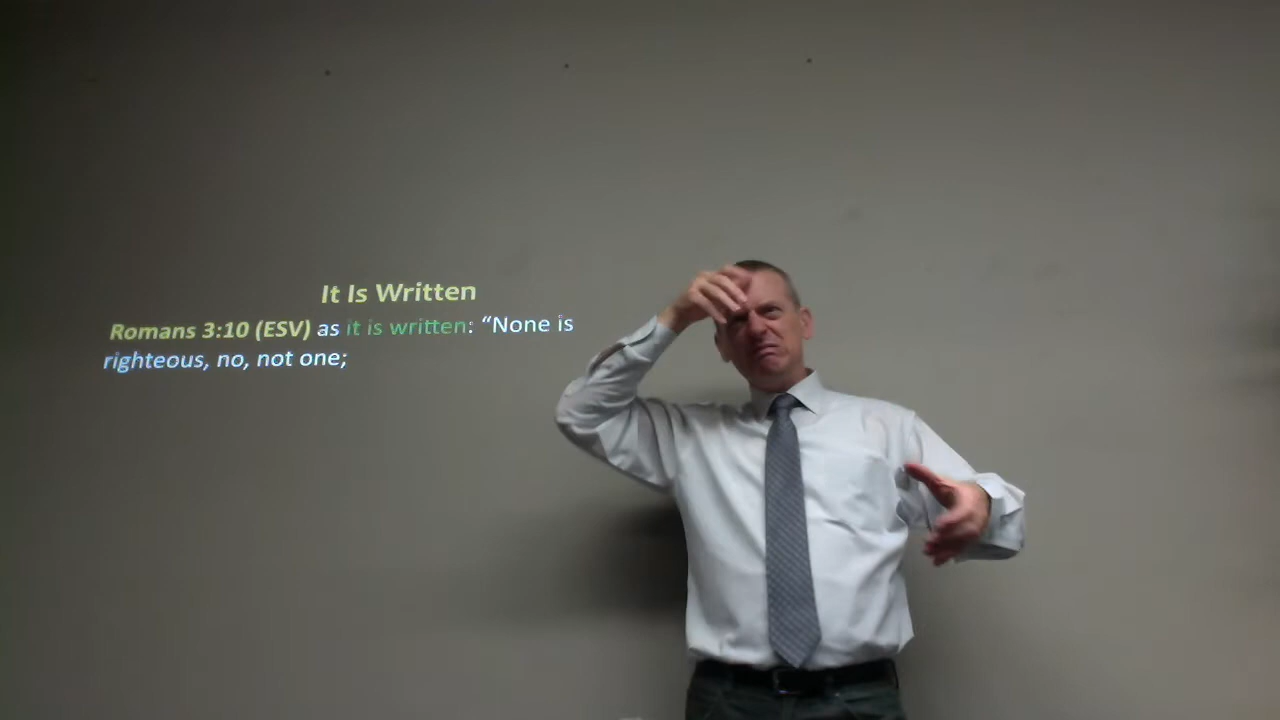 It Is Written
Romans 3:10 (ESV) as it is written: “None is
righteous, no, not one;